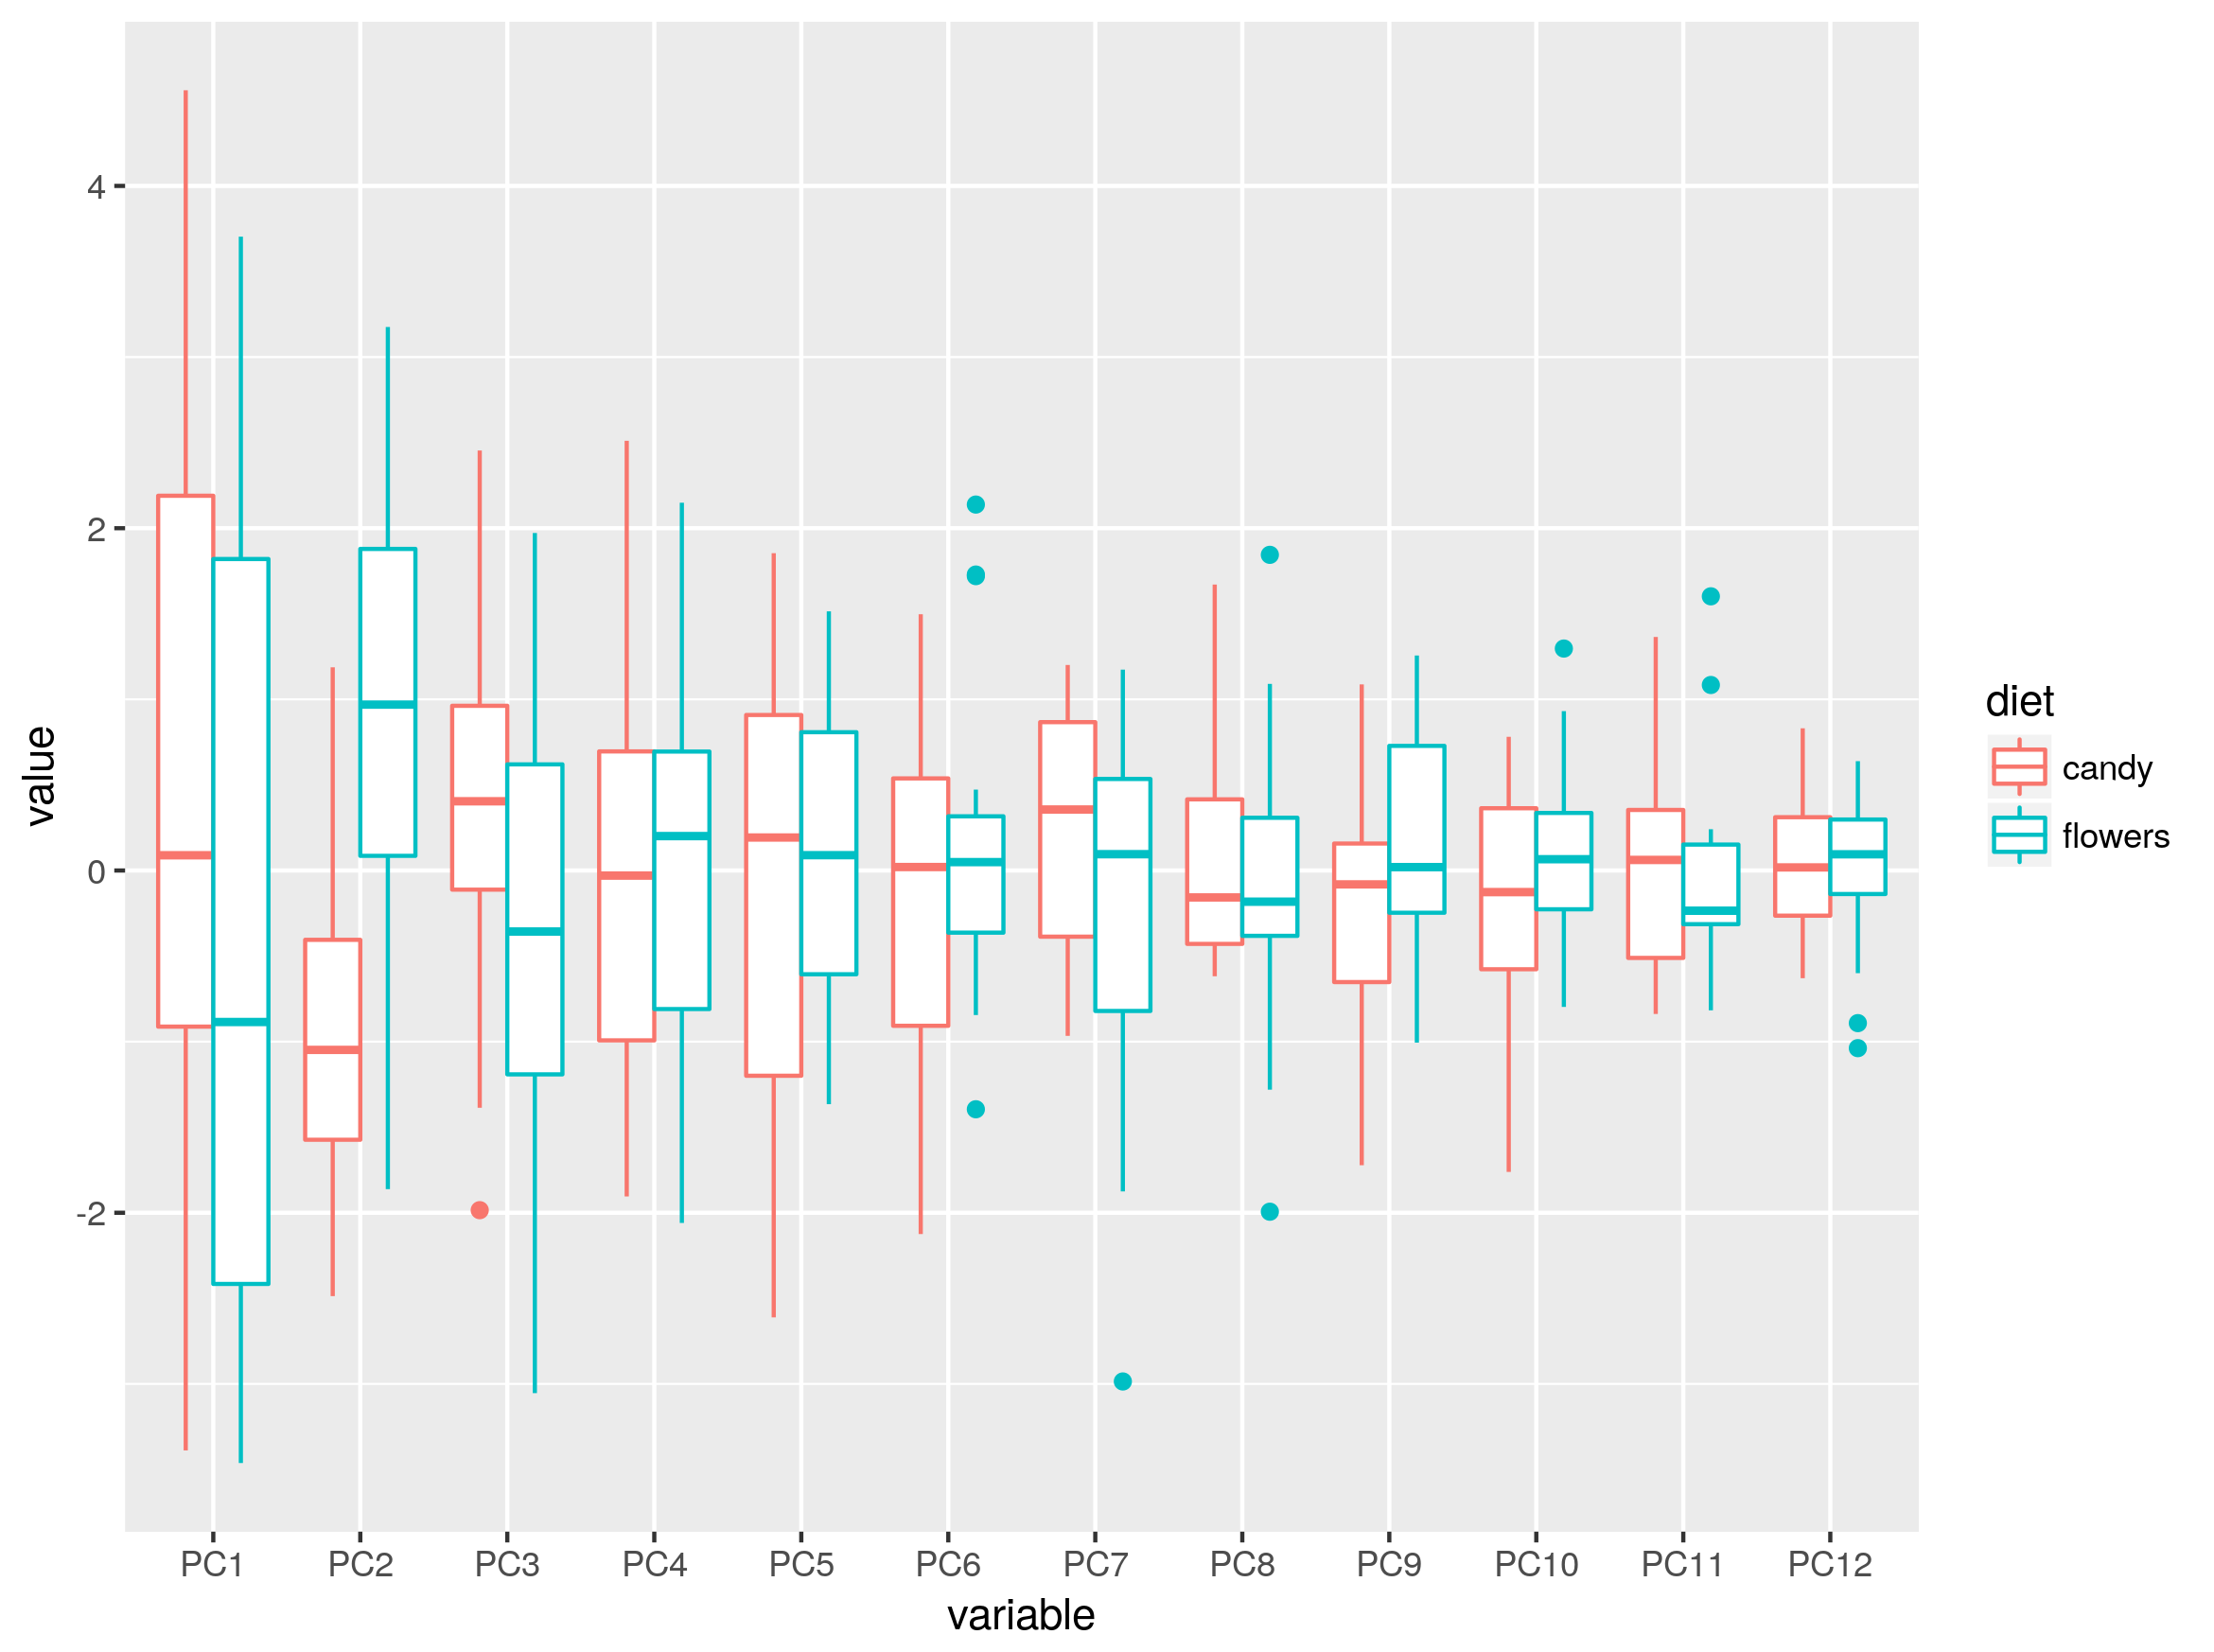 value
4
2
0
-2
PC1 PC2 PC3 PC4 PC5 PC6 PC7 PC8 PC9 PC10 PC11 PC12
variable
diet
candy
flowers